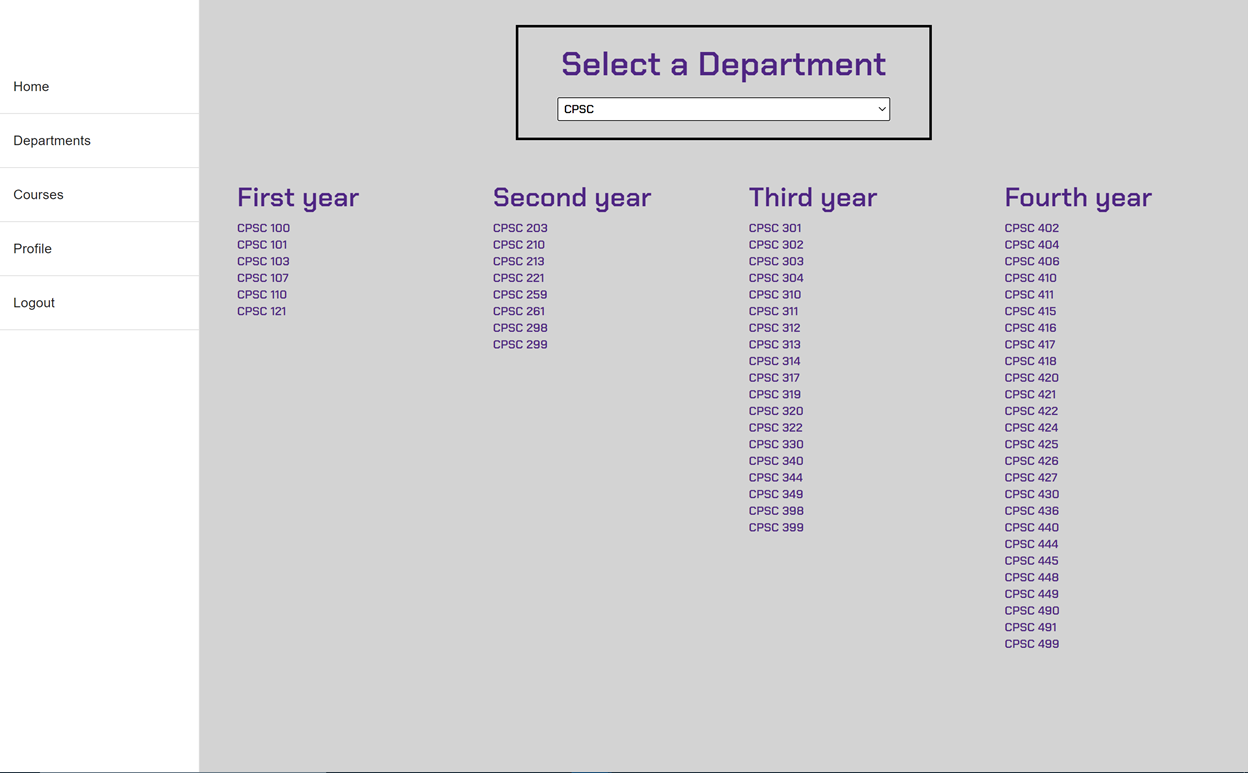 Home
Departments
Courses
Profile
Logout
Select a Department
CPSC
First year
CPSC 100
CPSC 101
CPSC 103
CPSC 107
CPSC 110
CPSC 121
Second year
CPSC 203
CPSC 210
CPSC 213
CPSC 221
CPSC 259
CPSC 261
CPSC 298
CPSC 299
Third year
CPSC 301
CPSC 302
CPSC 303
CPSC 304
CPSC 310
CPSC 311
CPSC 312
CPSC 313
CPSC 314
CPSC 317
CPSC 319
CPSC 320
CPSC 322
CPSC 330
CPSC 340
CPSC 344
CPSC 349
CPSC 398
CPSC 399
Fourth year
CPSC 402
CPSC 404
CPSC 406
CPSC 410
CPSC 411
CPSC 415
CPSC 416
CPSC 417
CPSC 418
CPSC 420
CPSC 421
CPSC 422
CPSC 424
CPSC 425
CPSC 426
CPSC 427
CPSC 430
CPSC 436
CPSC 440
CPSC 444
CPSC 445
CPSC 448
CPSC 449
CPSC 490
CPSC 491
CPSC 499